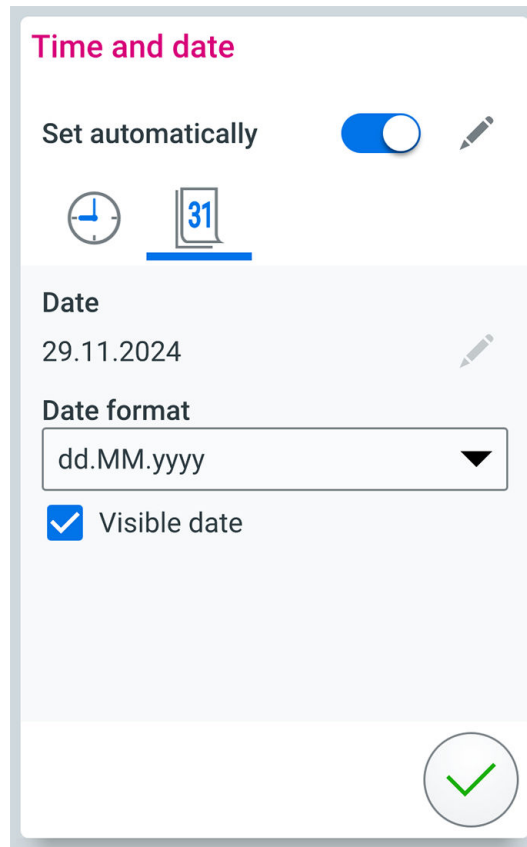 Time and date
Set automatically
31
Date
29.11.2024
Date format
dd.MM.yyyy
Visible date